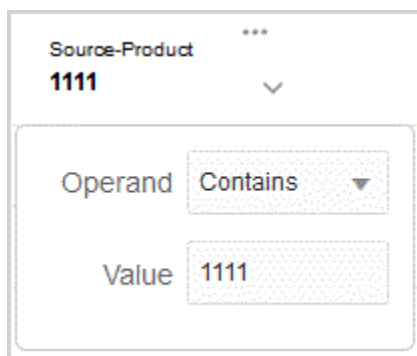 Source-Product
1111
Operand Contains
Value 1111